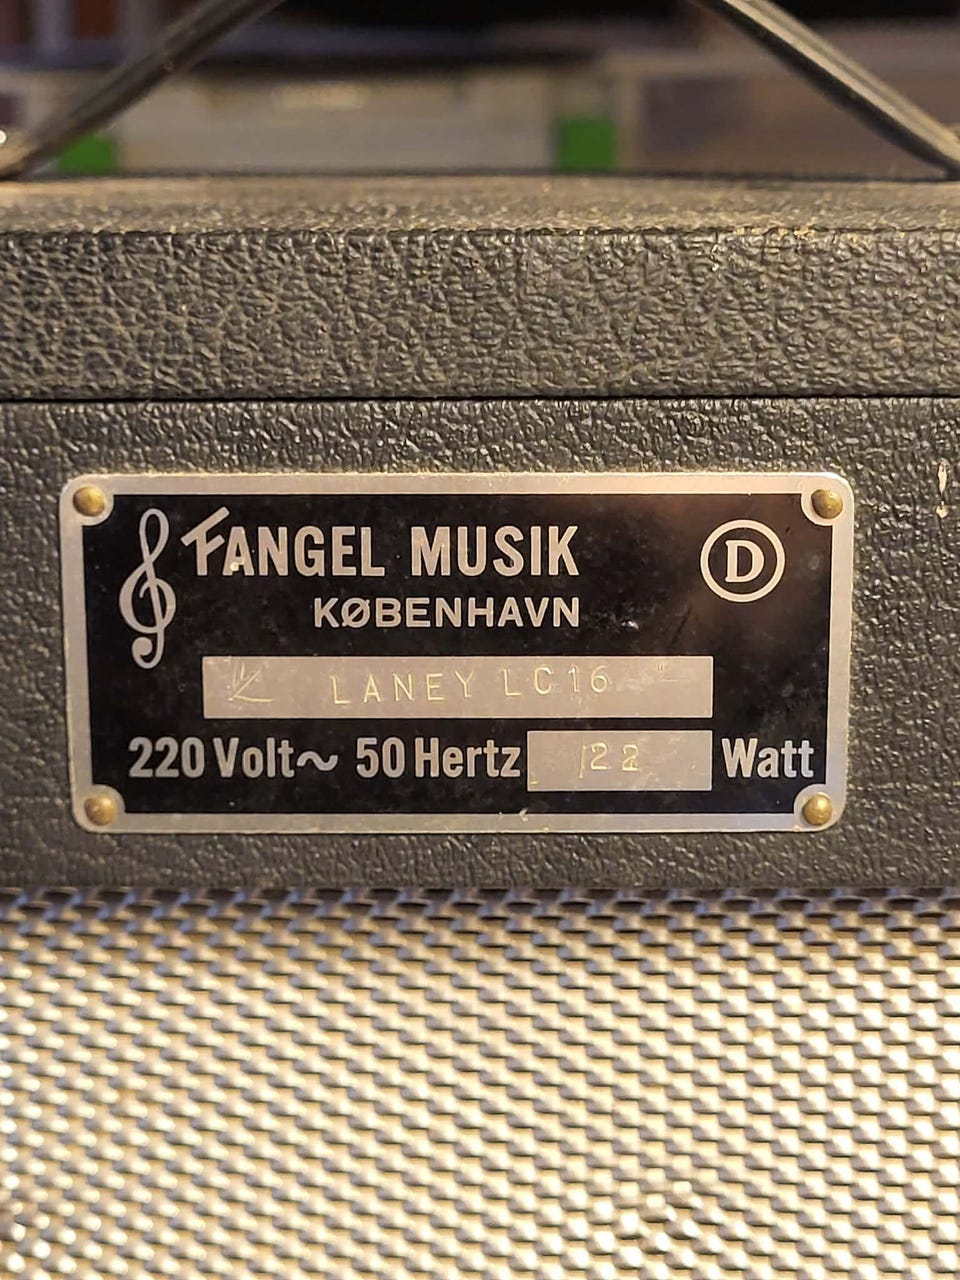 FANGEL MUSIK
D
KØBENHAVN
LANEY LC16
220 Volt~ 50 Hertz 22 Watt